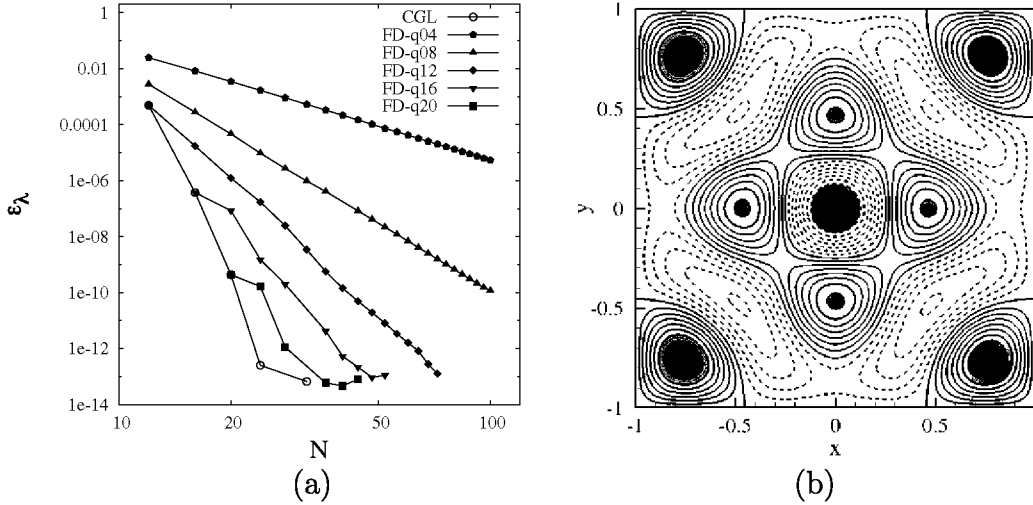 1
0.01
0.0001
1e-06
1e-08
1e-10
1e-12
1e-14
ελ
10
20
50
100
N
CGL
FD-q04
FD-q08
FD-q12
FD-q16
FD-q20
(a)
1
0.5
0
-0.5
-1
y
-1
-0.5
0
0.5
x
(b)